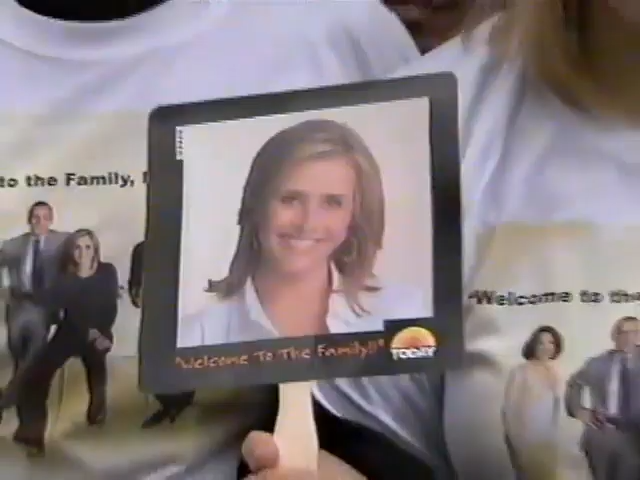 to the Family,
"Welcome To The Family!!"
TODAY
"Welcome to the